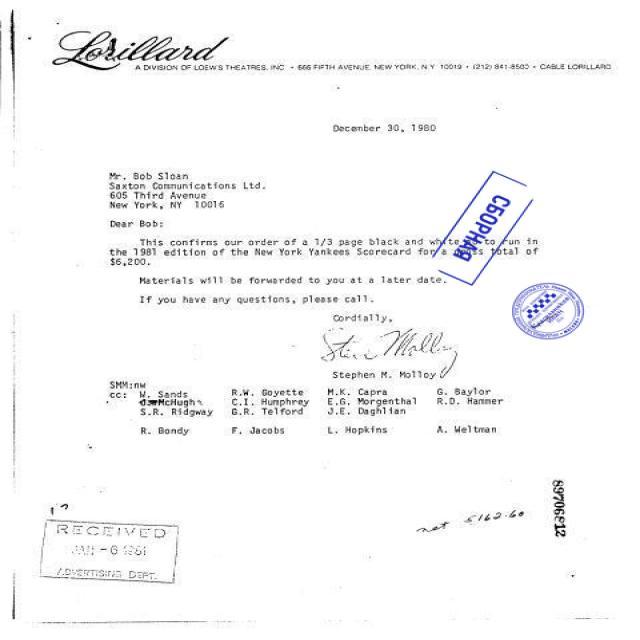 Lorillard
A DIVISION OF LOEW'S THEATRES, INC • 666 FIFTH AVENUE, NEW YORK, N.Y. 10019 • (212) 841-8500 • CABLE LORILLARD
December 30, 1980
Mr. Bob Sloan
Saxton Communications Ltd.
605 Third Avenue
New York, NY 10016
Dear Bob:
This confirms our order of a 1/3 page black and white to run in
the 1981 edition of the New York Yankees Scorecard for a total of
$6,200.
Materials will be forwarded to you at a later date.
If you have any questions, please call.
Cordially,
Steve Molloy
Stephen M. Molloy
SMM:nw
cc: W. Sands R.W. Goyette M.K. Capra G. Baylor
McHugh C.I. Humphrey E.G. Morgenthal R.D. Hammer
S.R. Ridgway G.R. Telford J.E. Daghlian
R. Bondy F. Jacobs L. Hopkins A. Weltman
СБОРНАЯ
net 5162.60
89706812
RECEIVED
JAN -6 1981
ADVERTISING DEPT.